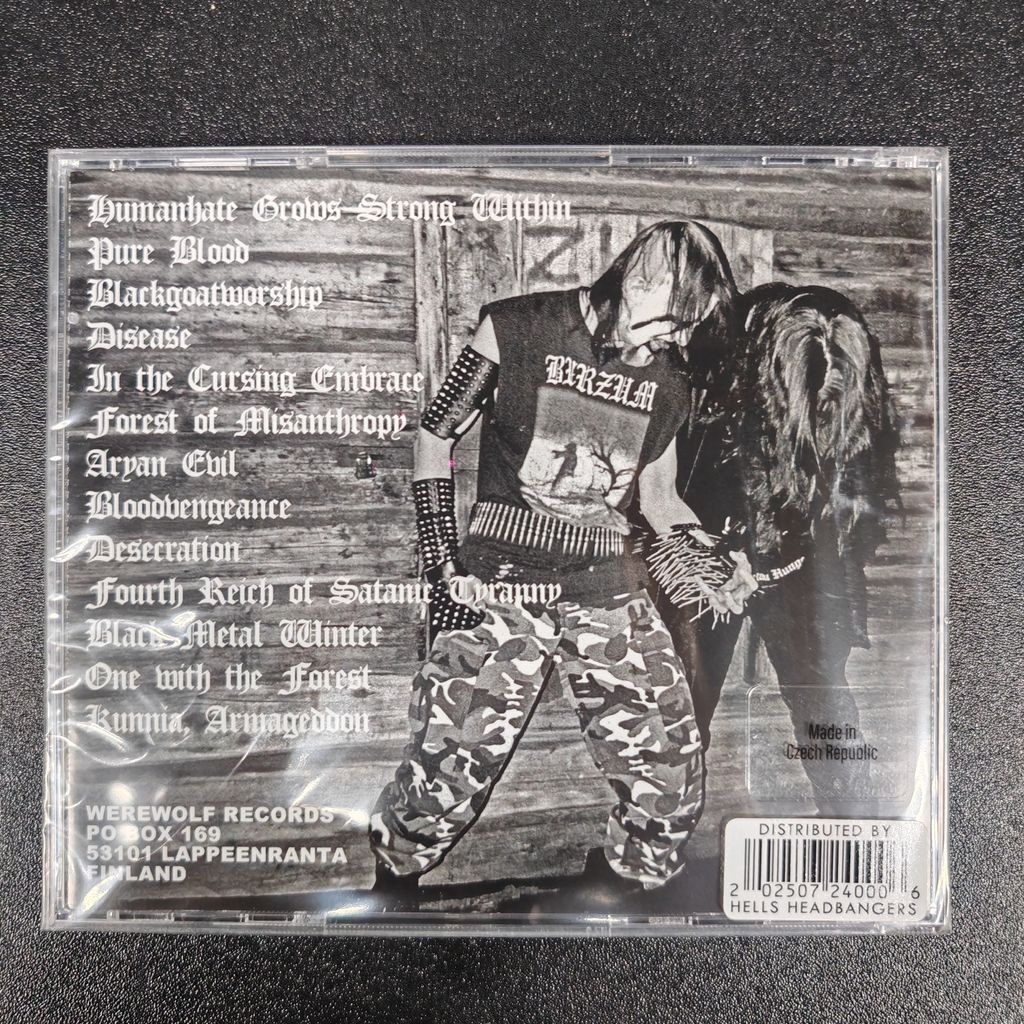 Humanhate Grows Strong Within
Pure Blood
Blackgoatworship
Disease
In the Cursing Embrace
Forest of Misanthropy
Aryan Evil
Bloodvengeance
Desecration
Fourth Reich of Satanic Tyranny
Black Metal Winter
One with the Forest
Kunnia, Armageddon
BURZUM
WEREWOLF RECORDS
PO BOX 169
53101 LAPPEENRANTA
FINLAND
Made in
Czech Republic
DISTRIBUTED BY
2 02507 24000 6
HELLS HEADBANGERS